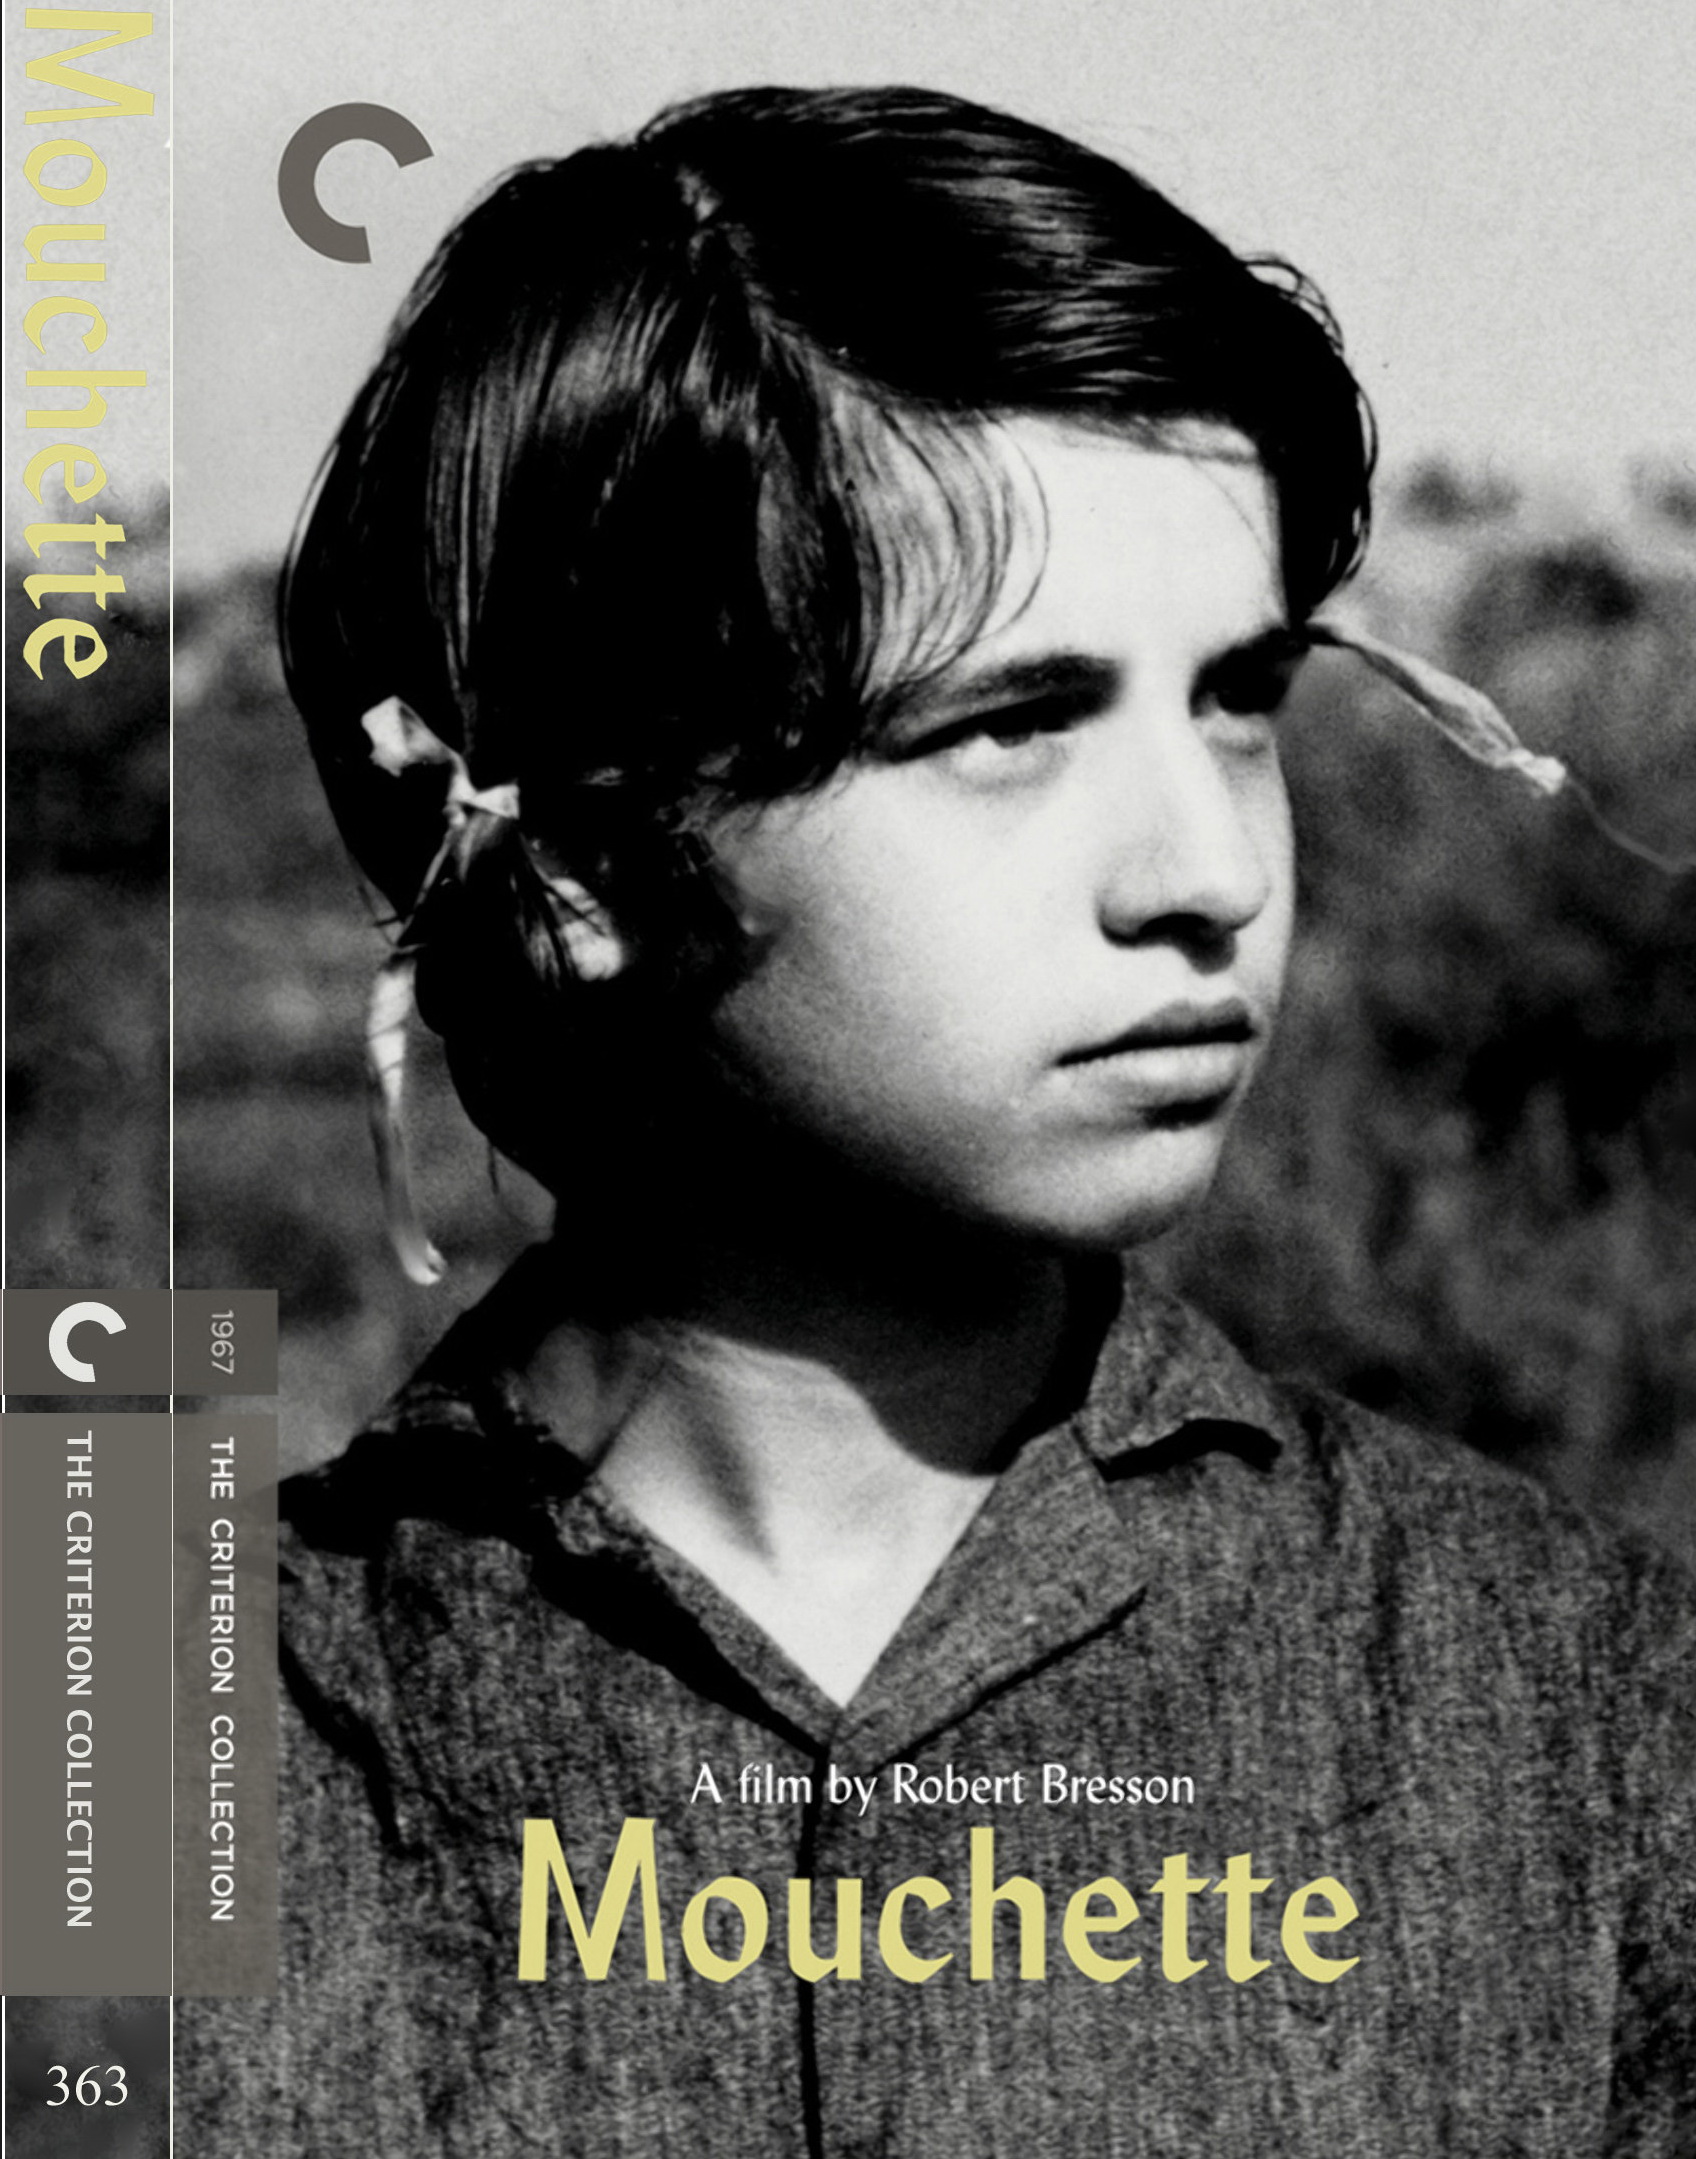 Mouchette
THE CRITERION COLLECTION
363
1967
THE CRITERION COLLECTION
A film by Robert Bresson
Mouchette